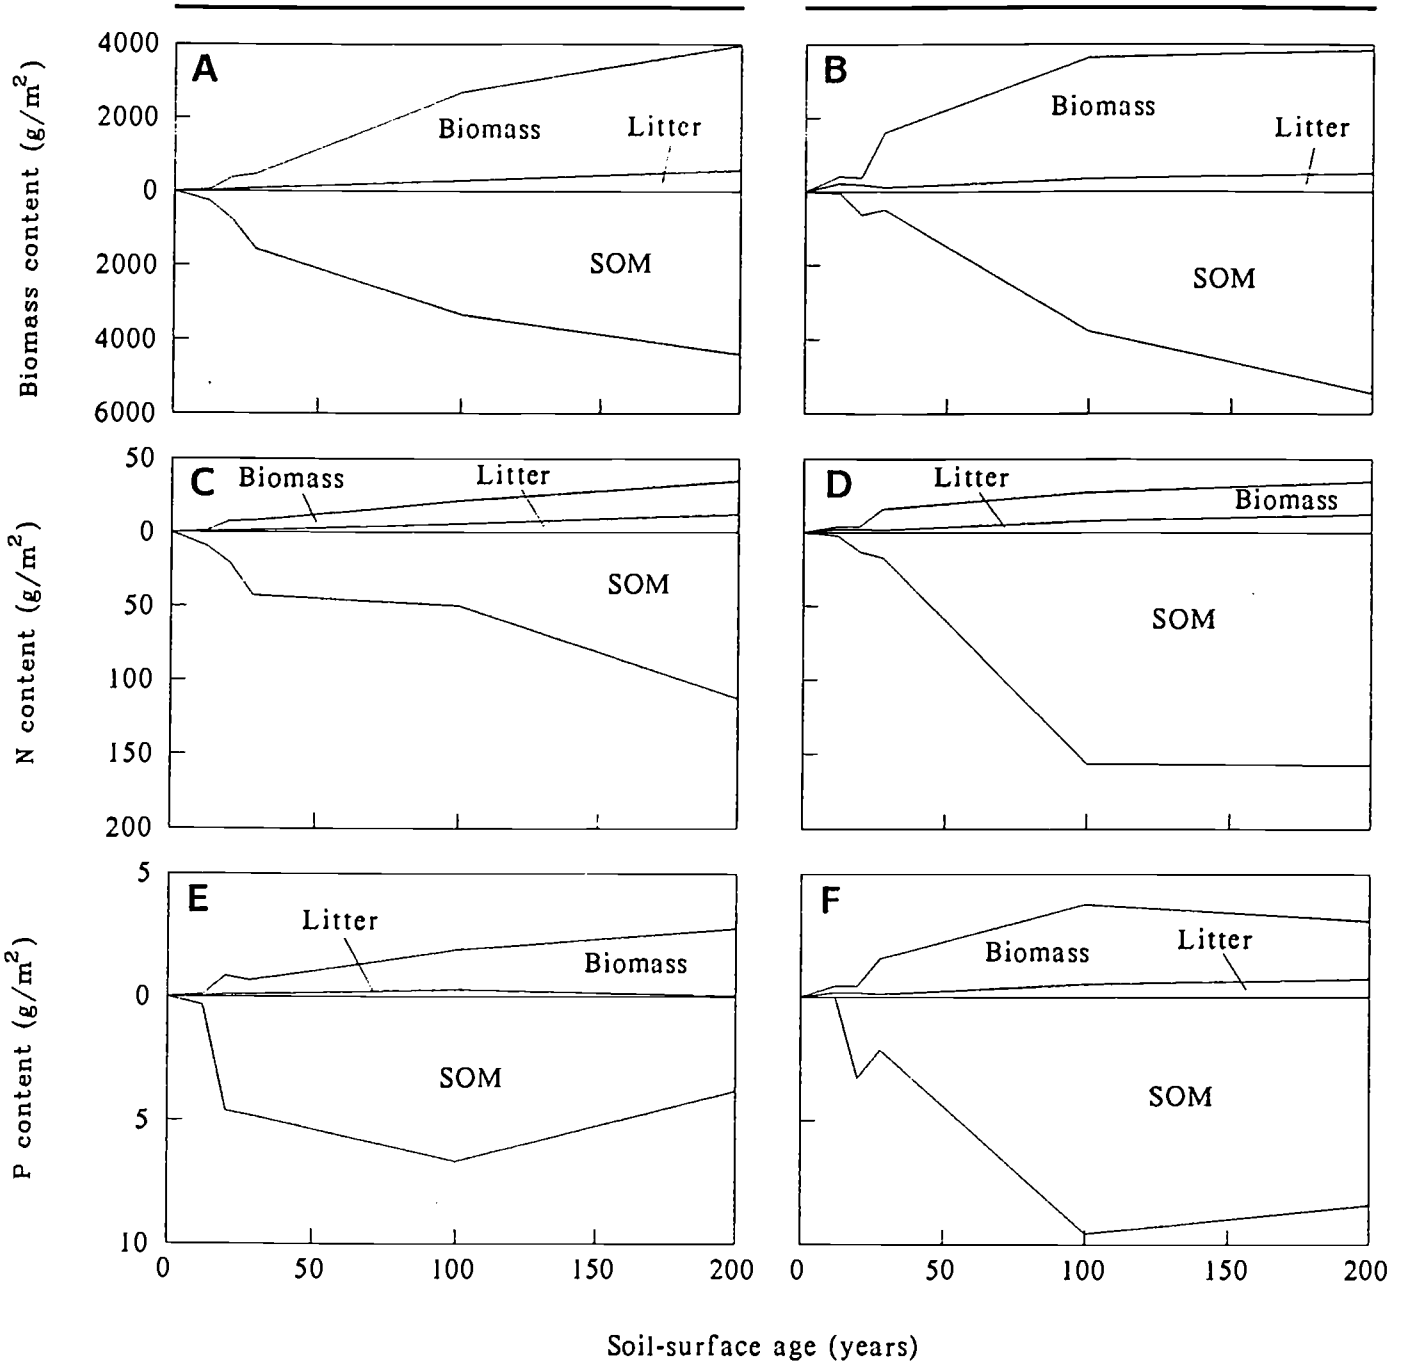 4000
2000
0
2000
4000
6000
Biomass content (g/m²)
A
Biomass
Litter
SOM
B
Biomass
Litter
SOM
50
0
50
100
150
200
N content (g/m²)
C
Biomass
Litter
SOM
D
Litter
Biomass
SOM
5
0
5
10
P content (g/m²)
E
Litter
Biomass
SOM
F
Biomass
Litter
SOM
0 50 100 150 200
0 50 100 150 200
Soil-surface age (years)